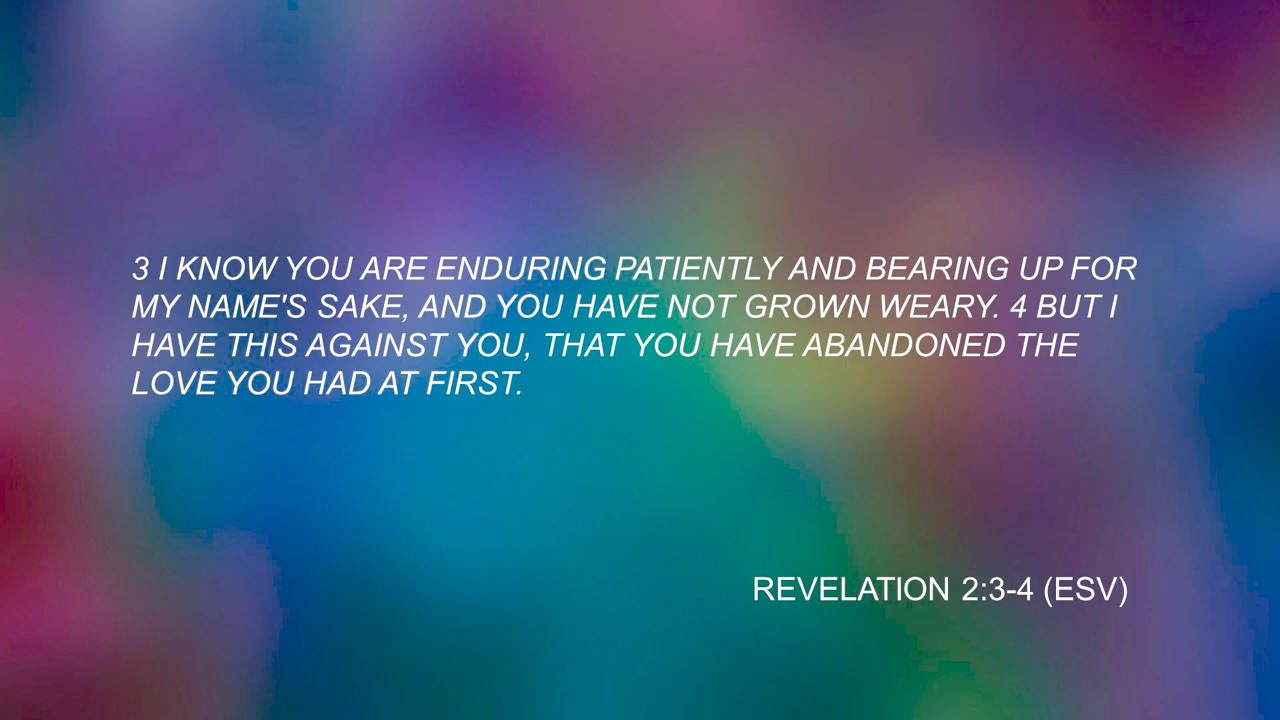 3 I KNOW YOU ARE ENDURING PATIENTLY AND BEARING UP FOR
MY NAME'S SAKE, AND YOU HAVE NOT GROWN WEARY. 4 BUT I
HAVE THIS AGAINST YOU, THAT YOU HAVE ABANDONED THE
LOVE YOU HAD AT FIRST.
REVELATION 2:3-4 (ESV)